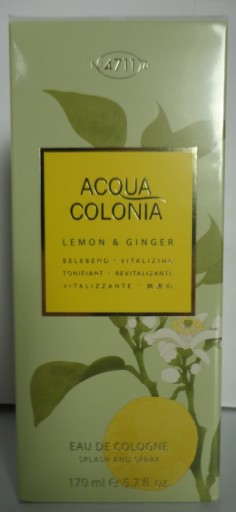 4711
ACQUA
COLONIA
LEMON & GINGER
BELEBEND · VITALIZING
TONIFIANT · REVITALIZANTE
VITALIZZANTE ·
EAU DE COLOGNE
SPLASH AND SPRAY
170 ml e 5.7 fl. oz